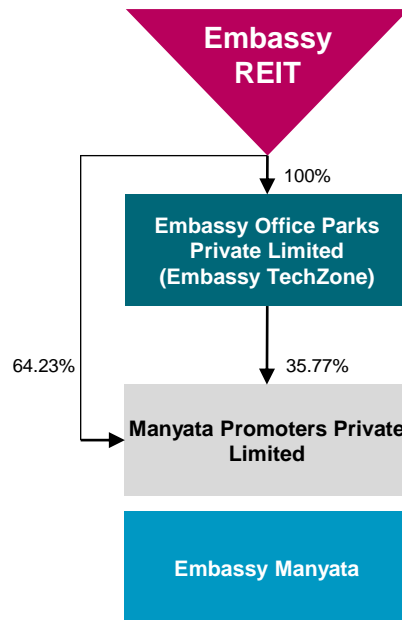 Embassy
REIT
100%
Embassy Office Parks
Private Limited
(Embassy TechZone)
64.23%
35.77%
Manyata Promoters Private
Limited
Embassy Manyata